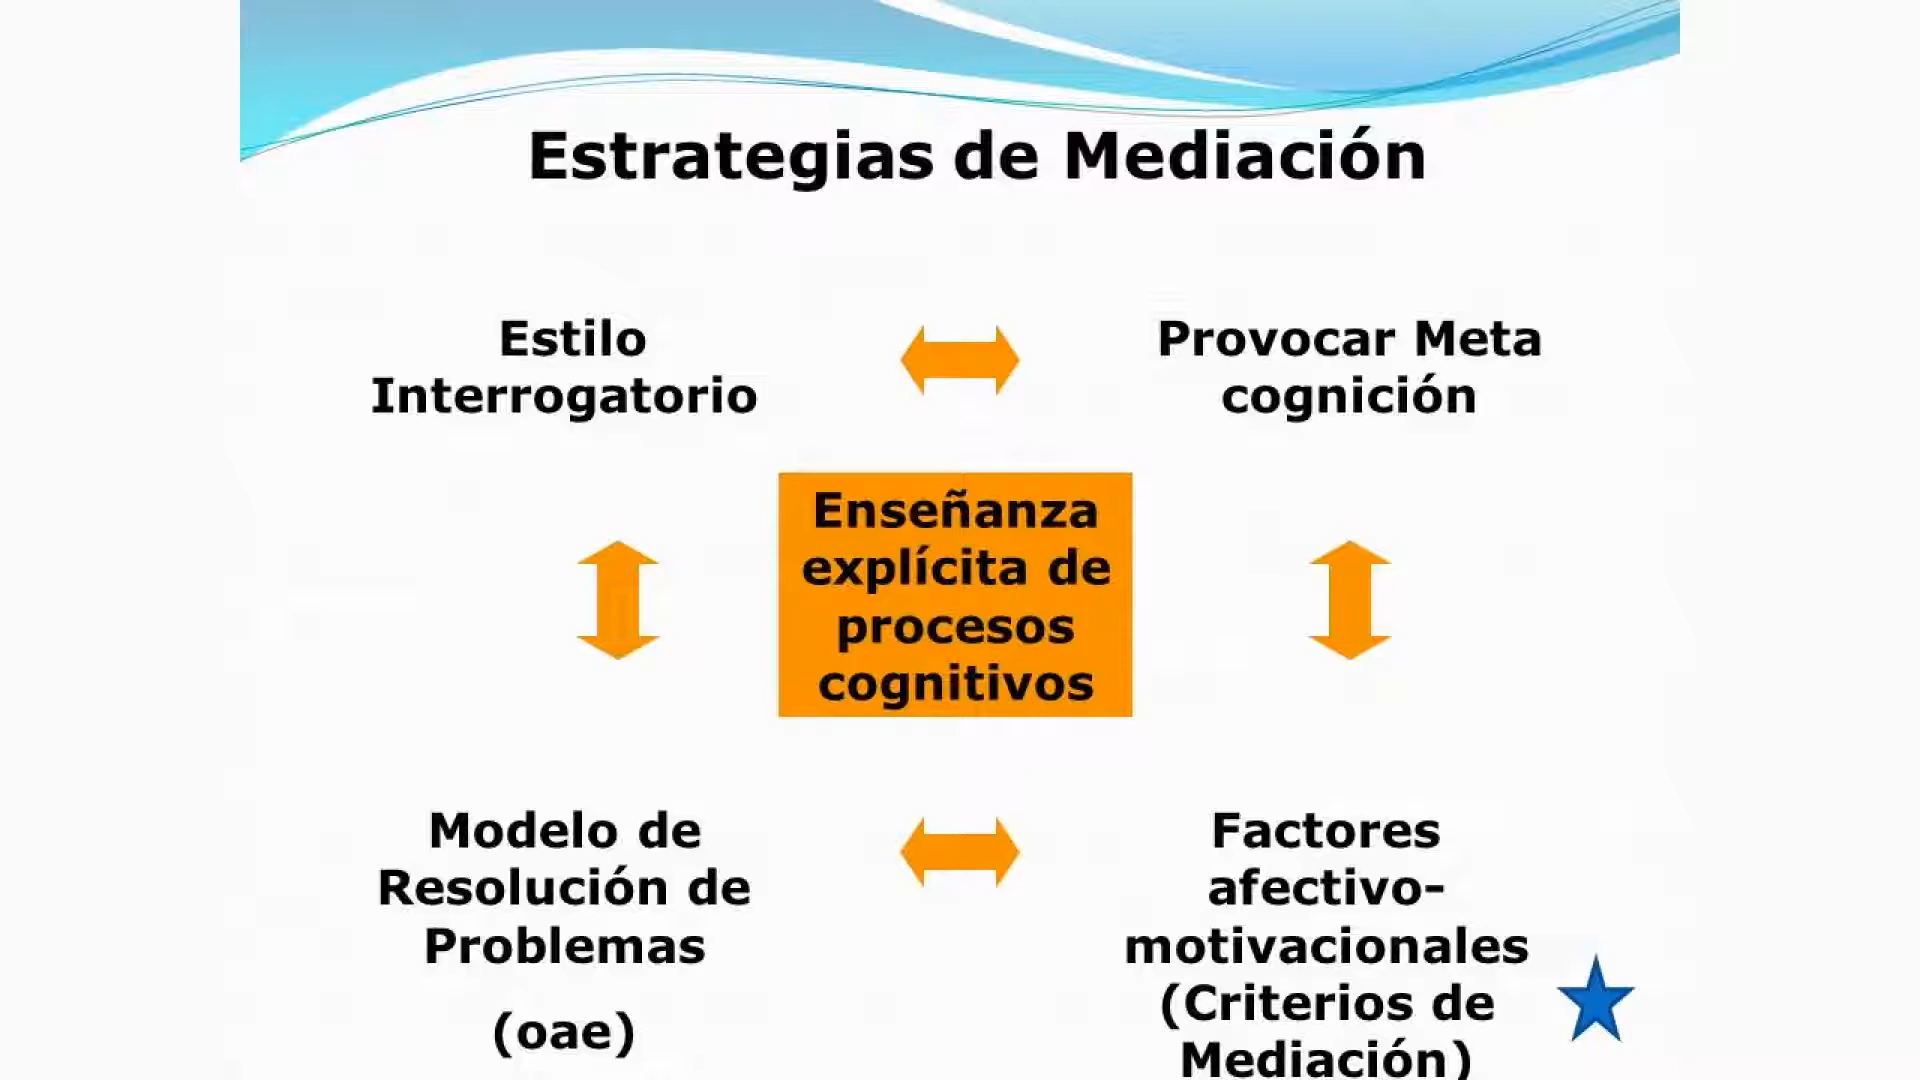 Estrategias de Mediación
Estilo
Interrogatorio
Provocar Meta
cognición
Enseñanza
explícita de
procesos
cognitivos
Modelo de
Resolución de
Problemas
(oae)
Factores
afectivo-
motivacionales
(Criterios de
Mediación)